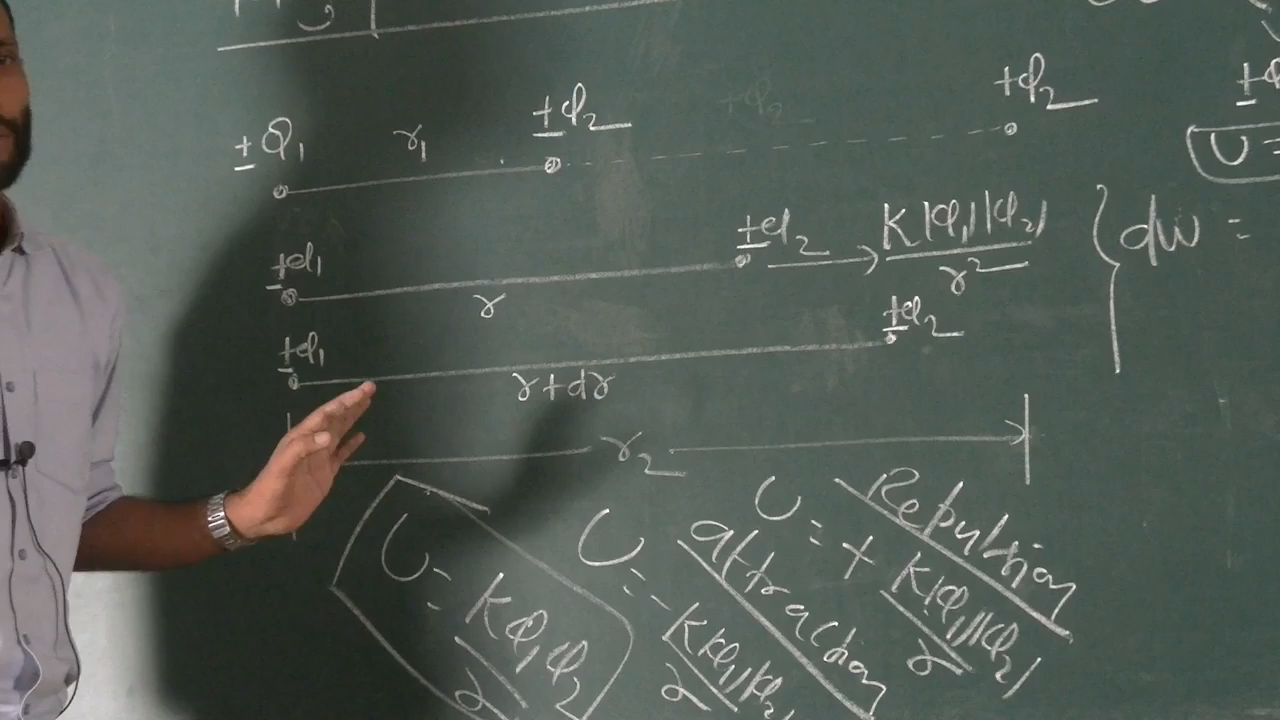 ±Q₁ r₁ ±Q₂ +Q₂ +Q₂
±Q
U =
±Q₁ r ±Q₂ → K|Q₁||Q₂| / r² } dw =
±Q₁ r+dr ±Q₂
r₂
U = KQ₁Q₂ / r
U = - K|Q₁||Q₂ / r attraction
U = + K|Q₁||Q₂| / r Repulsion